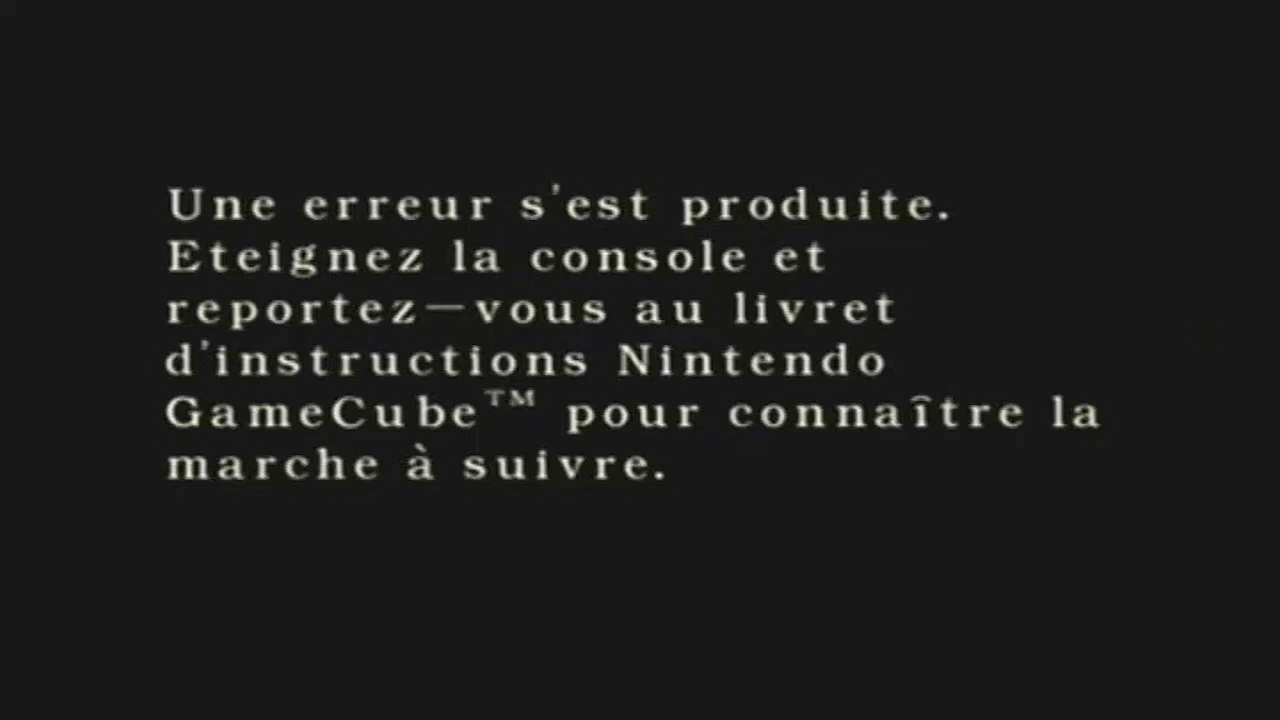 Une erreur s'est produite.
Eteignez la console et
reportez—vous au livret
d'instructions Nintendo
GameCube™ pour connaître la
marche à suivre.